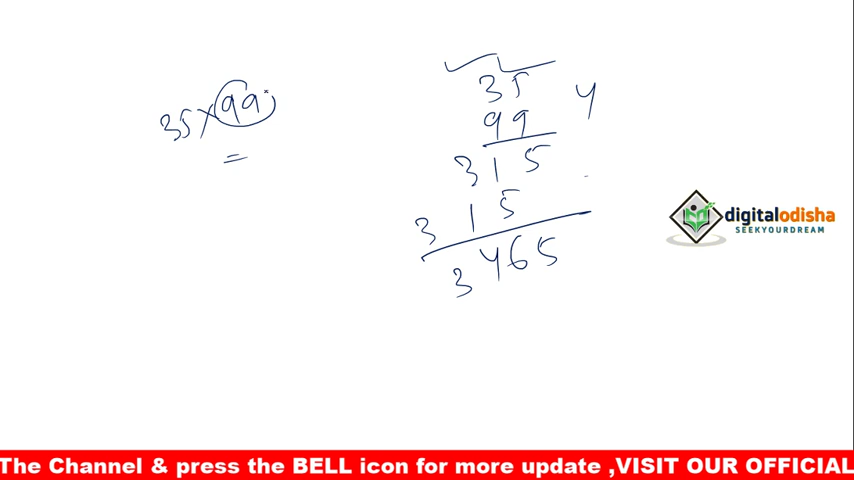 35×99
=
35
99
4
315
315
3465
digitalodisha
SEEKYOURDREAM
The Channel & press the BELL icon for more update ,VISIT OUR OFFICIAL